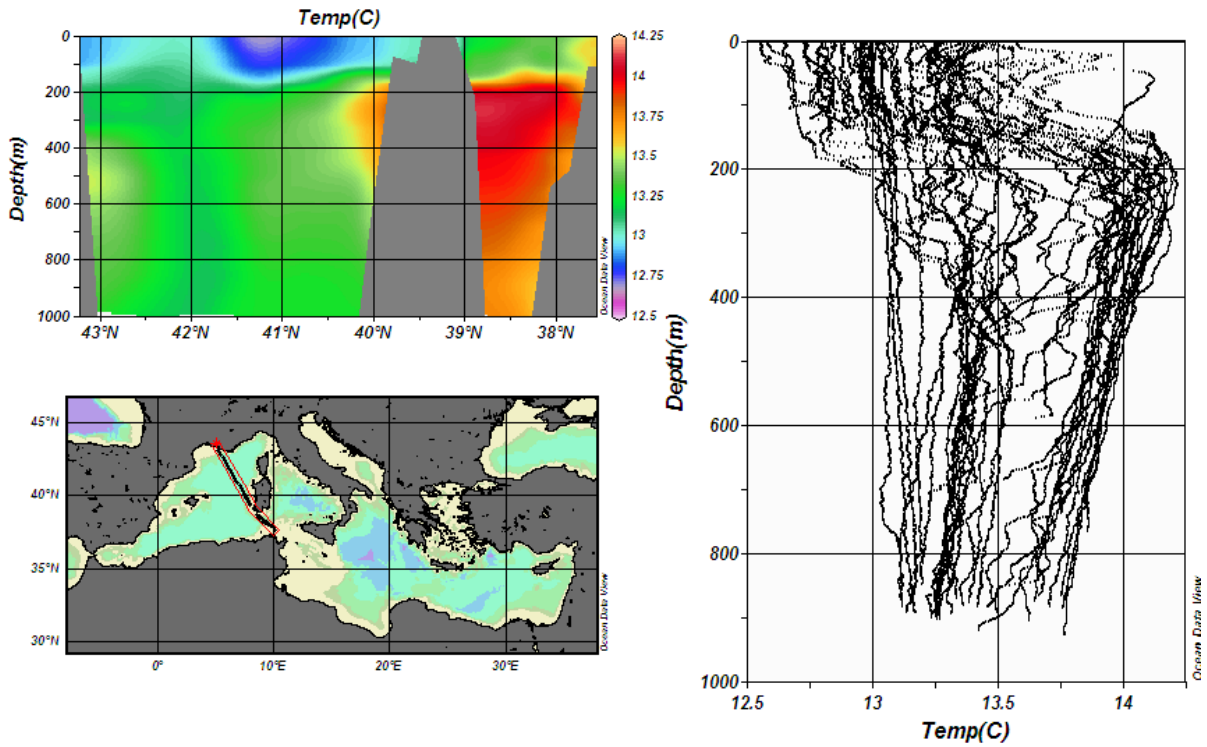 Temp(C)
0
200
400
600
800
1000
Depth(m)
43°N
42°N
41°N
40°N
39°N
38°N
14.25
14
13.75
13.5
13.25
13
12.75
12.5
Ocean Data View
45°N
40°N
35°N
30°N
0°
10°E
20°E
30°E
Ocean Data View
0
200
400
600
800
1000
Depth(m)
12.5
13
13.5
14
Temp(C)
Ocean Data View